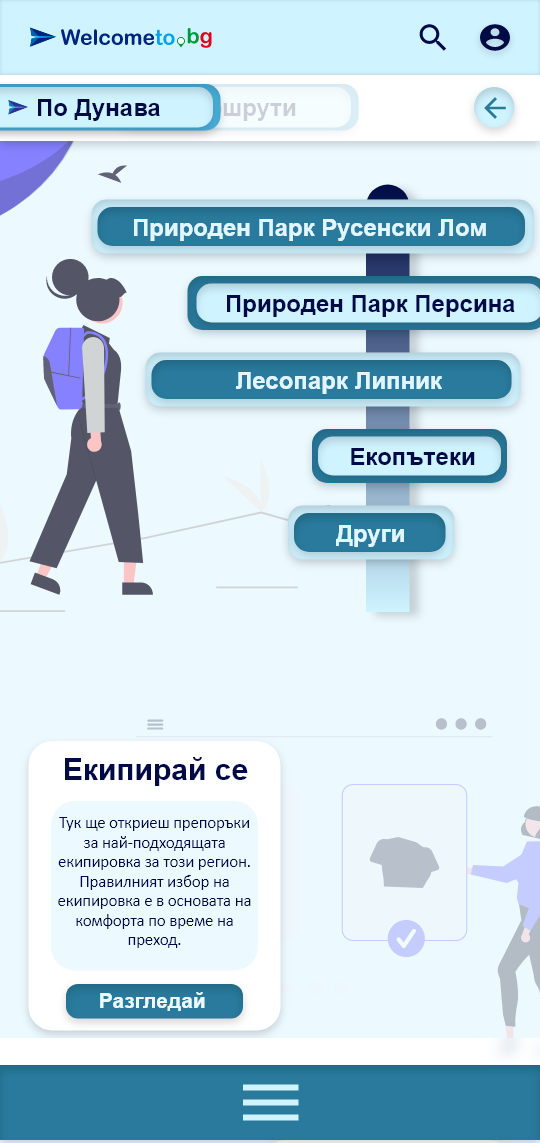 Welcometo.bg
По Дунава
шрути
Природен Парк Русенски Лом
Природен Парк Персина
Лесопарк Липник
Екопътеки
Други
Екипирай се
Тук ще откриеш препоръки
за най-подходящата
екипировка за този регион.
Правилният избор на
екипировка е в основата на
комфорта по време на
преход.
Разгледай